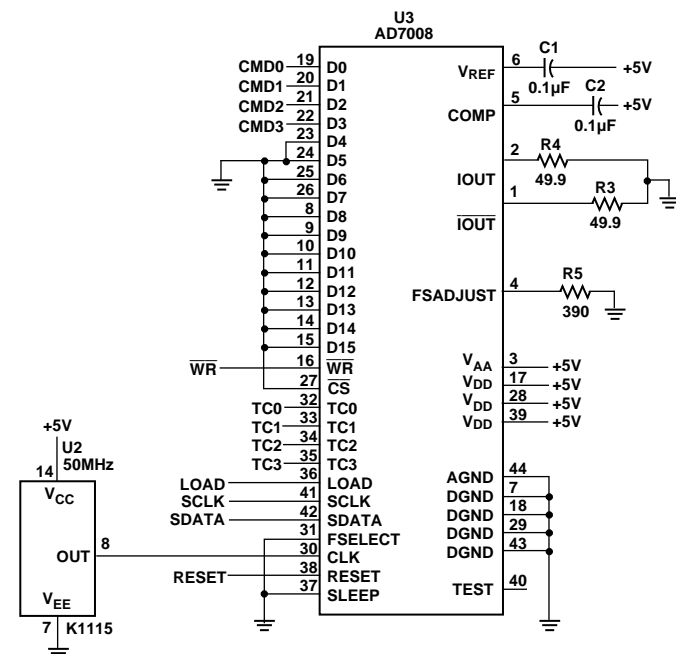 U3
AD7008
CMD0 19 D0
CMD1 20 D1
CMD2 21 D2
CMD3 22 D3
23 D4
24 D5
25 D6
26 D7
8 D8
9 D9
10 D10
11 D11
12 D12
13 D13
14 D14
15 D15
WR 16 WR
27 CS
TC0 32 TC0
TC1 33 TC1
TC2 34 TC2
TC3 35 TC3
LOAD 36 LOAD
SCLK 41 SCLK
SDATA 42 SDATA
31 FSELECT
30 CLK
RESET 38 RESET
37 SLEEP
VREF 6 C1 +5V
0.1µF
COMP 5 C2 +5V
0.1µF
IOUT 2 R4
49.9
IOUT 1 R3
49.9
FSADJUST 4 R5
390
VAA 3 +5V
VDD 17 +5V
VDD 28 +5V
VDD 39 +5V
AGND 44
DGND 7
DGND 18
DGND 29
DGND 43
TEST 40
+5V
U2
50MHz
14
VCC
OUT 8
VEE
7 K1115